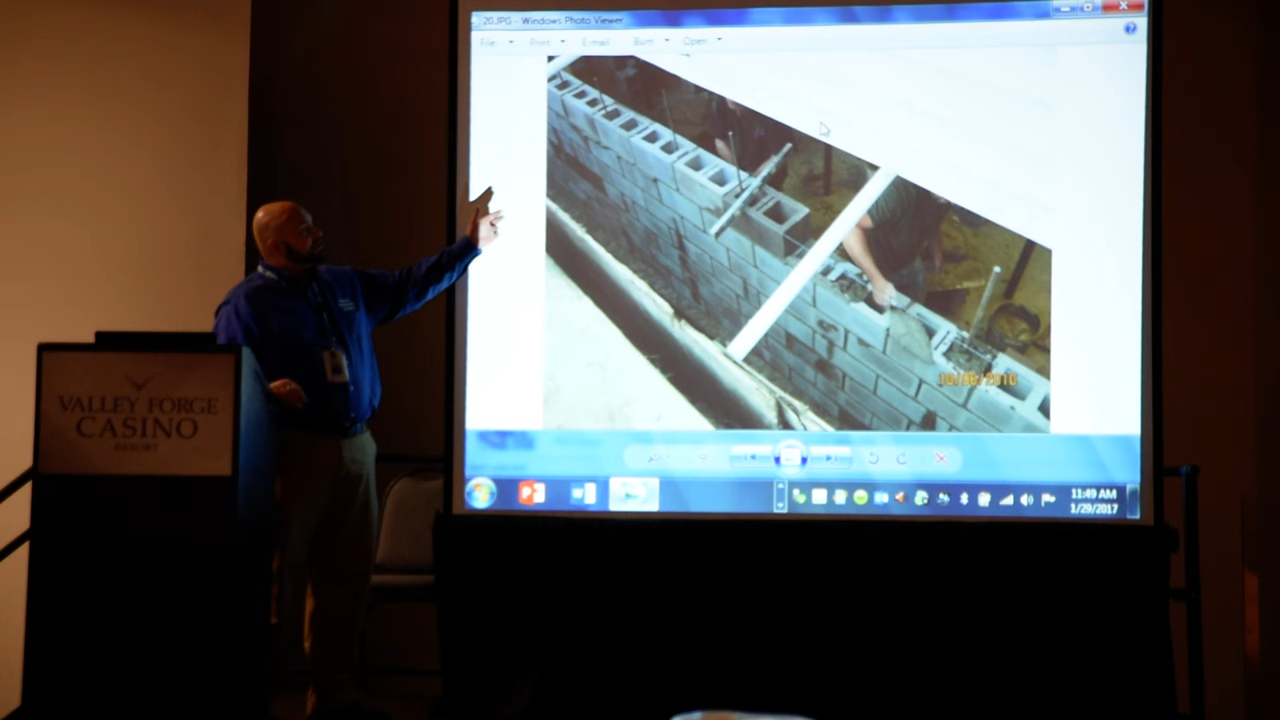 20.JPG - Windows Photo Viewer
File Print E-mail Burn Open
VALLEY FORGE
CASINO
RESORT
11:49 AM
1/29/2017